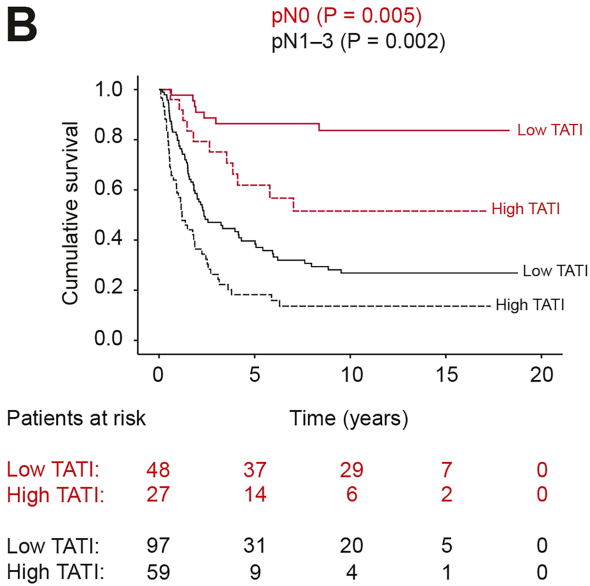 B
pN0 (P = 0.005)
pN1–3 (P = 0.002)
Cumulative survival
1.0
0.8
0.6
0.4
0.2
0.0
Low TATI
High TATI
Low TATI
High TATI
0 5 10 15 20
Patients at risk Time (years)
Low TATI: 48 37 29 7 0
High TATI: 27 14 6 2 0
Low TATI: 97 31 20 5 0
High TATI: 59 9 4 1 0